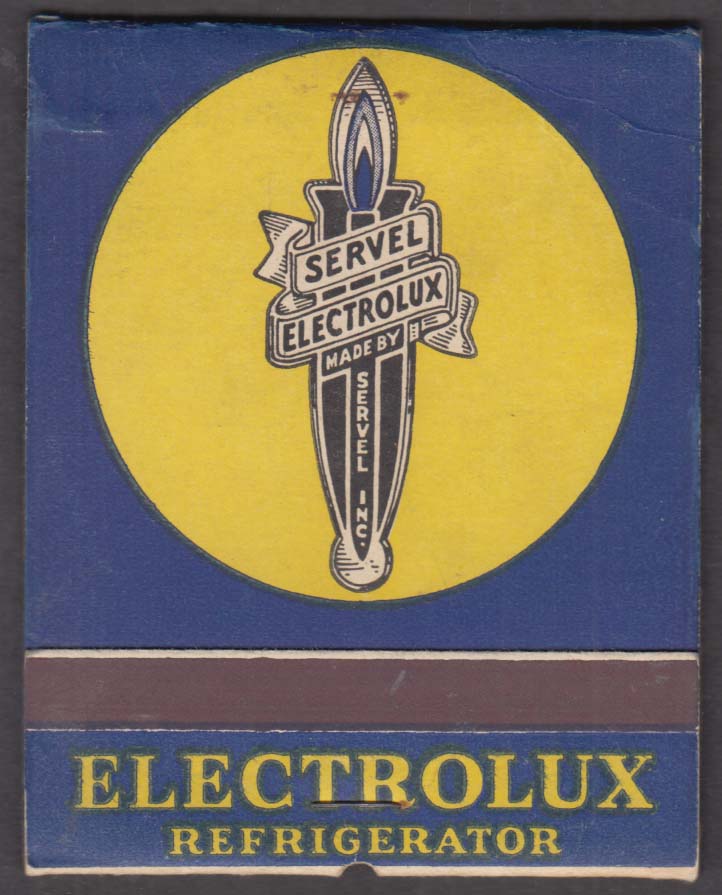 SERVEL
ELECTROLUX
MADE BY
SERVEL INC.
ELECTROLUX
REFRIGERATOR